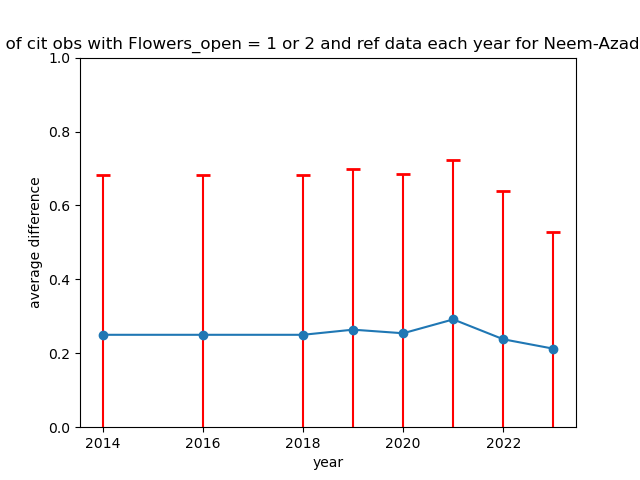 of cit obs with Flowers_open = 1 or 2 and ref data each year for Neem-Azad
1.0
0.8
0.6
0.4
0.2
0.0
average difference
2014 2016 2018 2020 2022
year